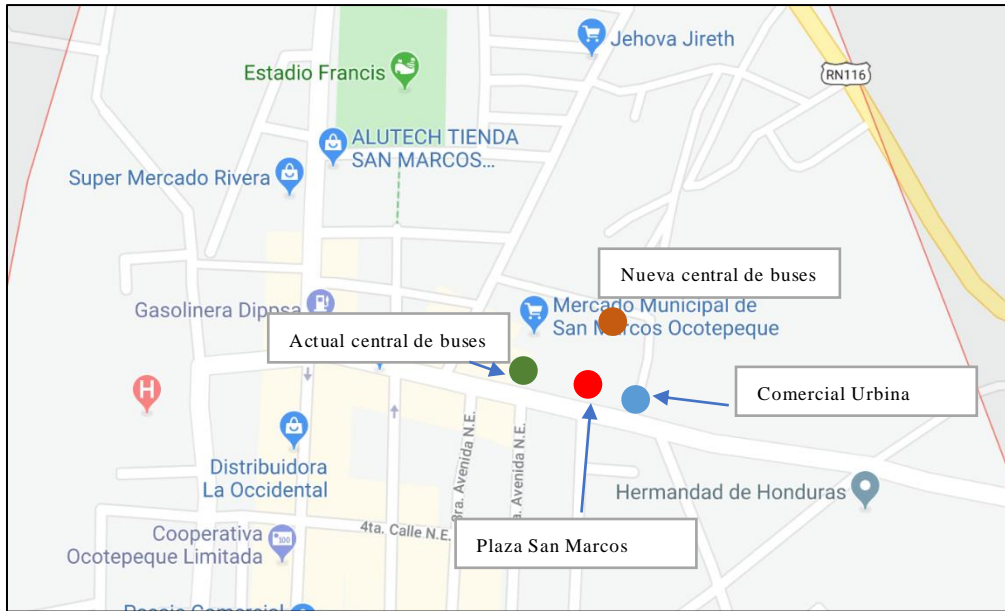 Jehova Jireth
RN116
Estadio Francis
ALUTECH TIENDA
SAN MARCOS...
Super Mercado Rivera
Nueva central de buses
Gasolinera Dippsa
Mercado Municipal de
San Marcos Ocotepeque
Actual central de buses
H
Comercial Urbina
Distribuidora
La Occidental
3ra. Avenida N.E.
a. Avenida N.E.
Hermandad de Honduras
4ta. Calle N.E.
Plaza San Marcos
Cooperativa
Ocotepeque Limitada